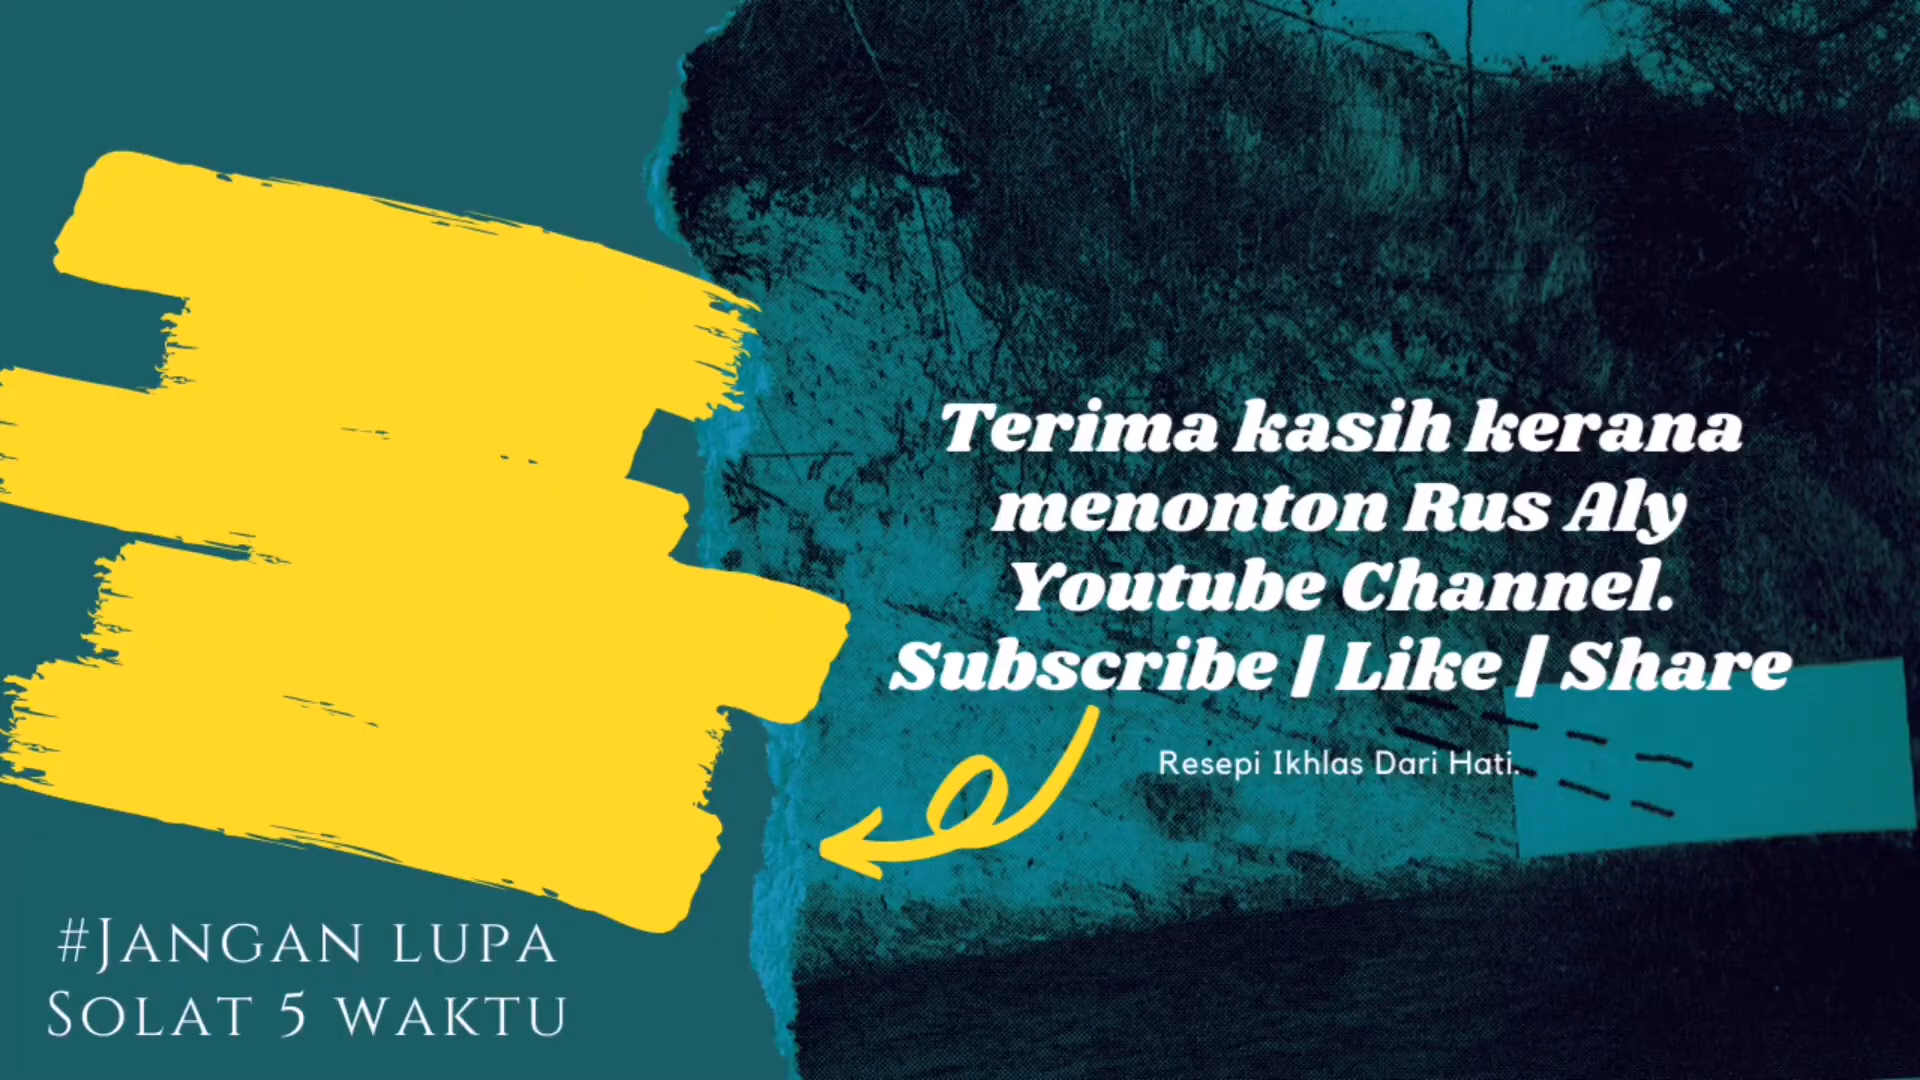 Terima kasih kerana
menonton Rus Aly
Youtube Channel.
Subscribe | Like | Share
Resepi Ikhlas Dari Hati.
#Jangan lupa
Solat 5 waktu